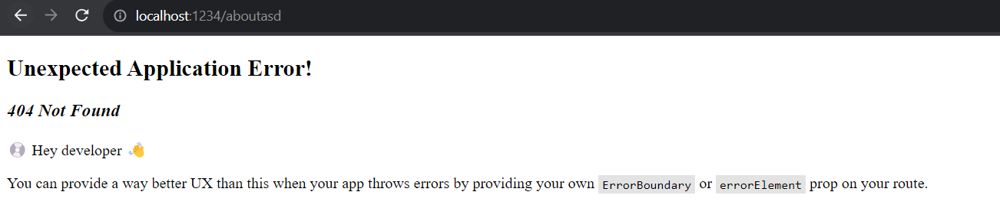 localhost:1234/aboutasd
Unexpected Application Error!
404 Not Found
💿 Hey developer 👋
You can provide a way better UX than this when your app throws errors by providing your own ErrorBoundary or errorElement prop on your route.